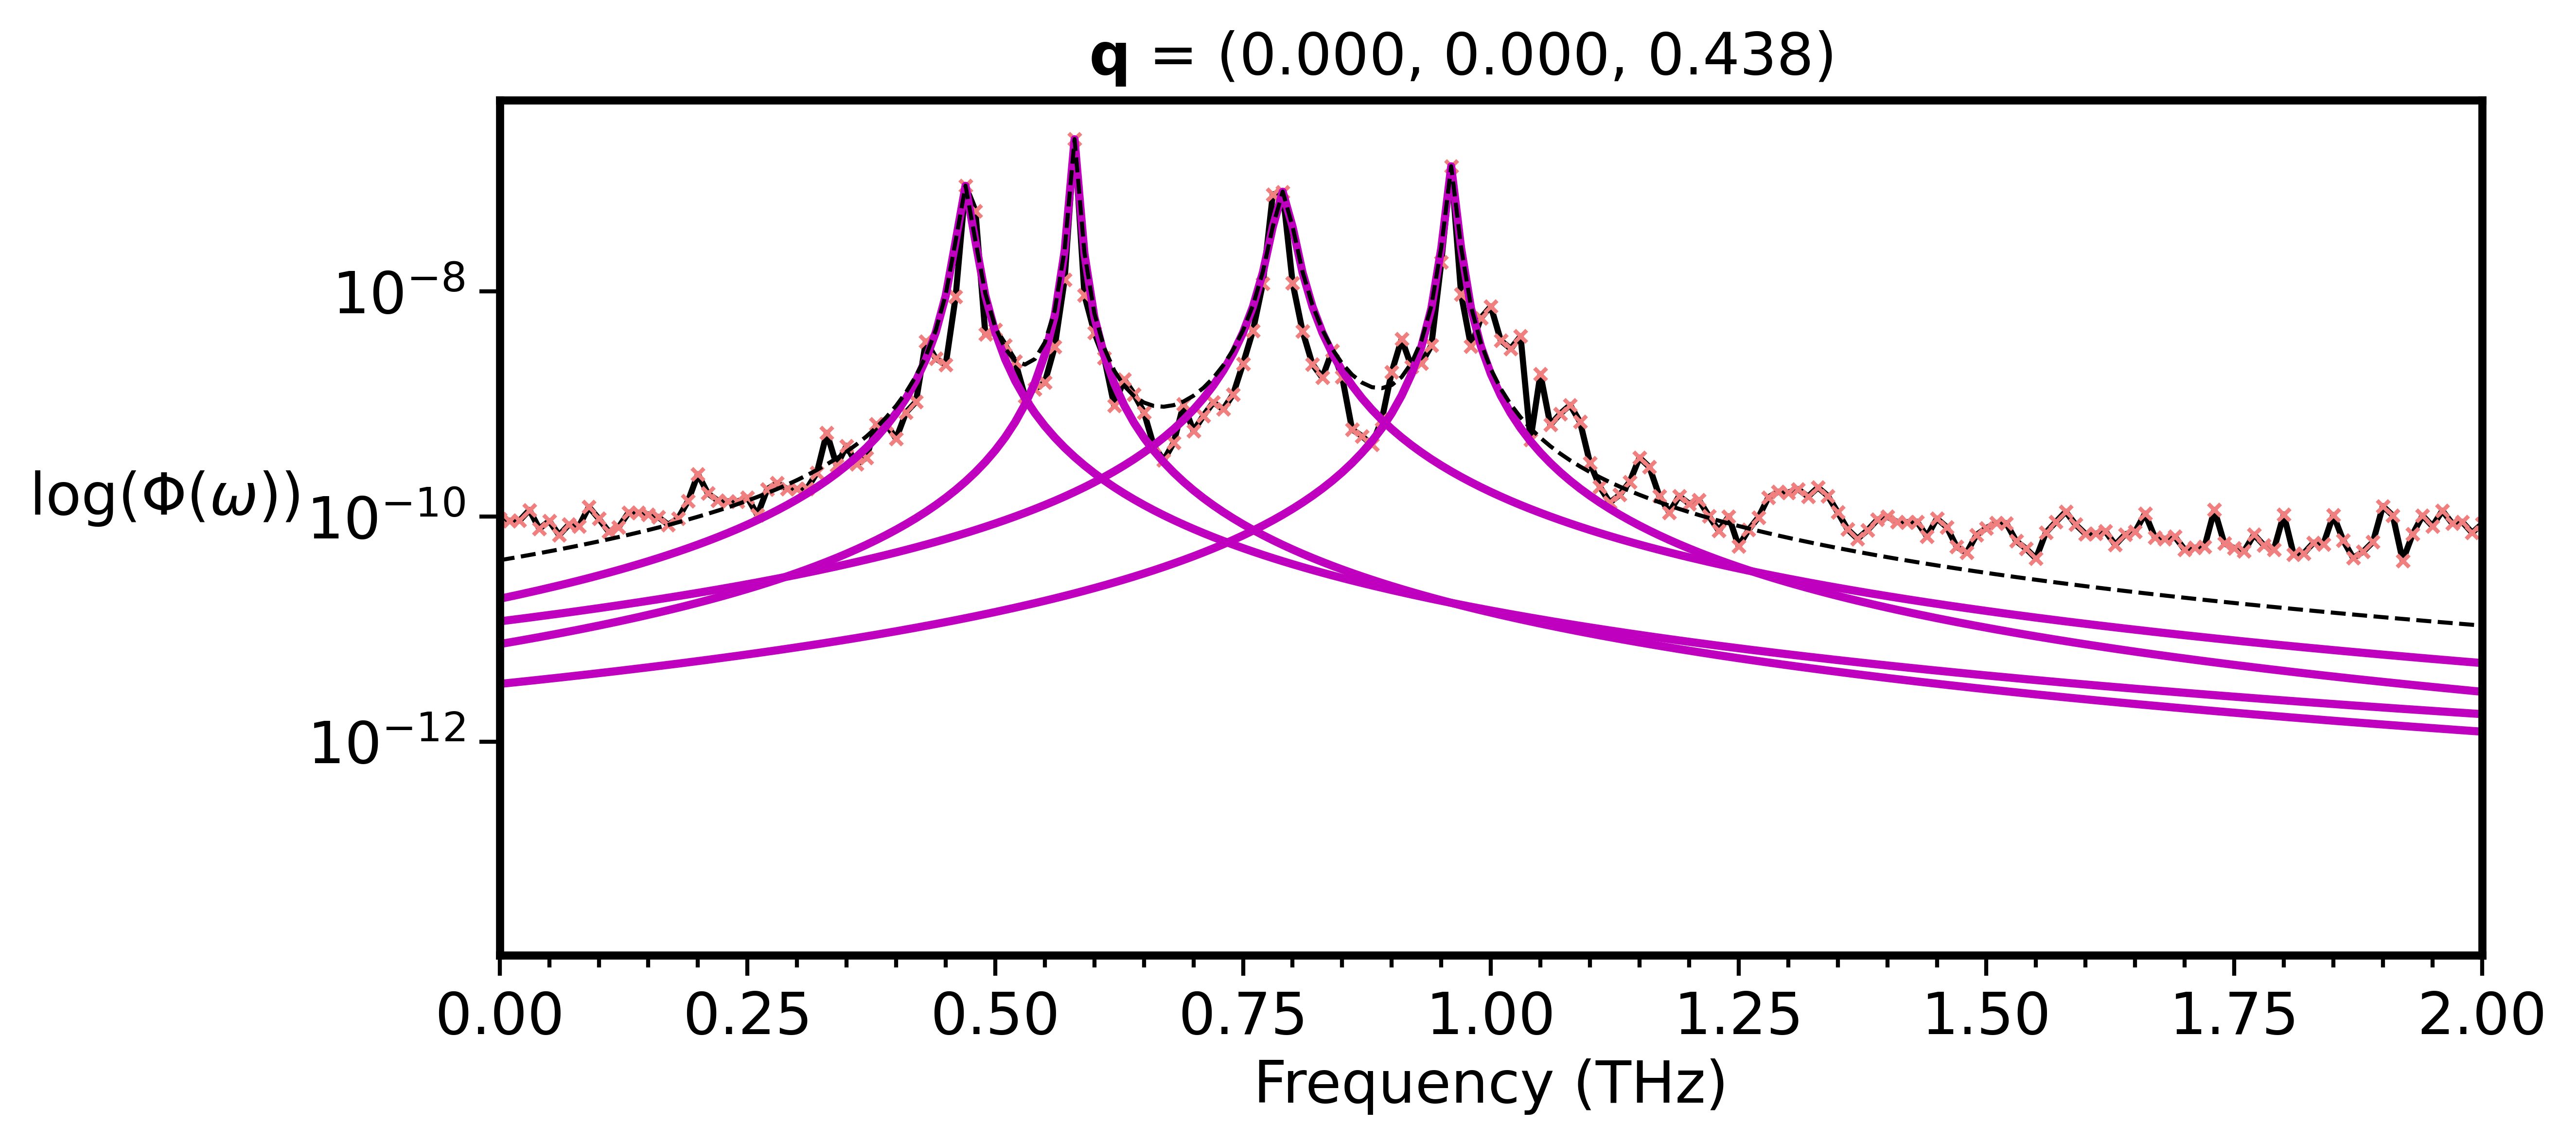 q = (0.000, 0.000, 0.438)
log(Φ(ω))
10⁻⁸
10⁻¹⁰
10⁻¹²
0.00 0.25 0.50 0.75 1.00 1.25 1.50 1.75 2.00
Frequency (THz)